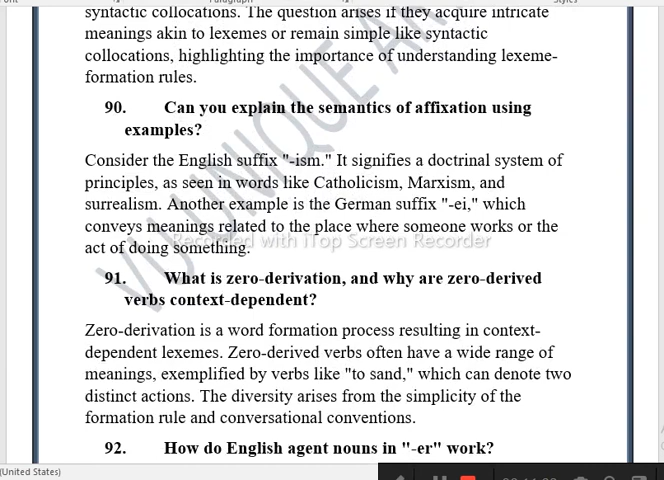 syntactic collocations. The question arises if they acquire intricate
meanings akin to lexemes or remain simple like syntactic
collocations, highlighting the importance of understanding lexeme-
formation rules.
90. Can you explain the semantics of affixation using
examples?
Consider the English suffix "-ism." It signifies a doctrinal system of
principles, as seen in words like Catholicism, Marxism, and
surrealism. Another example is the German suffix "-ei," which
conveys meanings related to the place where someone works or the
act of doing something.
Recorded with iTop Screen Recorder
91. What is zero-derivation, and why are zero-derived
verbs context-dependent?
Zero-derivation is a word formation process resulting in context-
dependent lexemes. Zero-derived verbs often have a wide range of
meanings, exemplified by verbs like "to sand," which can denote two
distinct actions. The diversity arises from the simplicity of the
formation rule and conversational conventions.
92. How do English agent nouns in "-er" work?
(United States)